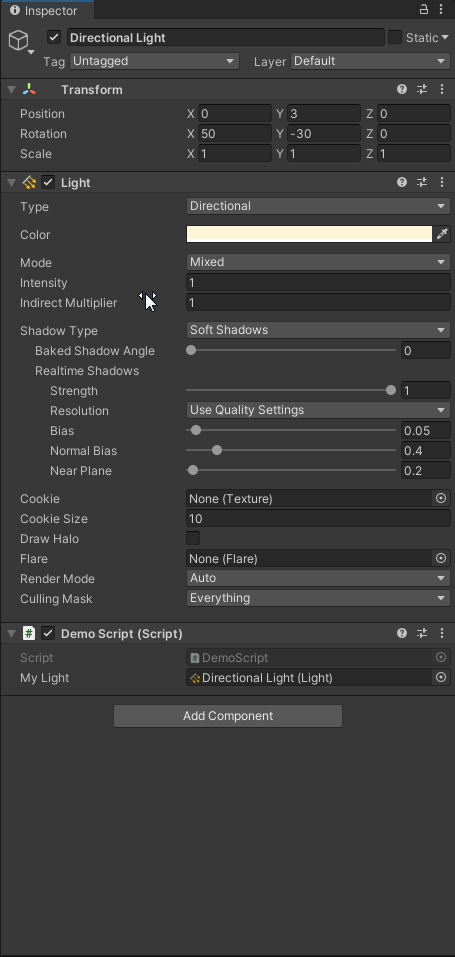 Inspector
Directional Light Static
Tag Untagged Layer Default
Transform
Position X 0 Y 3 Z 0
Rotation X 50 Y -30 Z 0
Scale X 1 Y 1 Z 1
Light
Type Directional
Color
Mode Mixed
Intensity 1
Indirect Multiplier 1
Shadow Type Soft Shadows
Baked Shadow Angle 0
Realtime Shadows
Strength 1
Resolution Use Quality Settings
Bias 0.05
Normal Bias 0.4
Near Plane 0.2
Cookie None (Texture)
Cookie Size 10
Draw Halo
Flare None (Flare)
Render Mode Auto
Culling Mask Everything
# Demo Script (Script)
Script # DemoScript
My Light Directional Light (Light)
Add Component